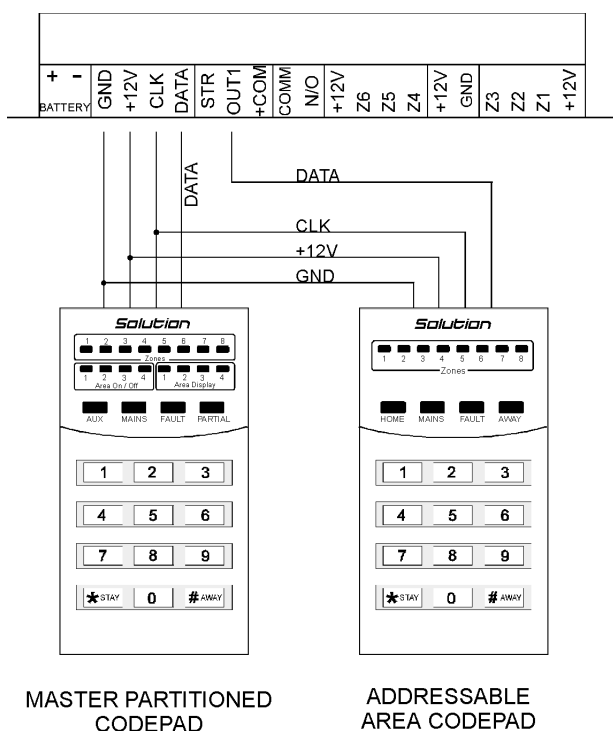 + -
BATTERY
GND
+12V
CLK
DATA
STR
OUT1
+COM
COMM
N/O
+12V
Z6
Z5
Z4
+12V
GND
Z3
Z2
Z1
+12V
DATA
DATA
CLK
+12V
GND
Solution
1 2 3 4 5 6 7 8
Zones
1 2 3 4 1 2 3 4
Area On / Off Area Display
AUX MAINS FAULT PARTIAL
1 2 3
4 5 6
7 8 9
*STAY 0 # AWAY
MASTER PARTITIONED
CODEPAD
Solution
1 2 3 4 5 6 7 8
Zones
HOME MAINS FAULT AWAY
1 2 3
4 5 6
7 8 9
*STAY 0 # AWAY
ADDRESSABLE
AREA CODEPAD